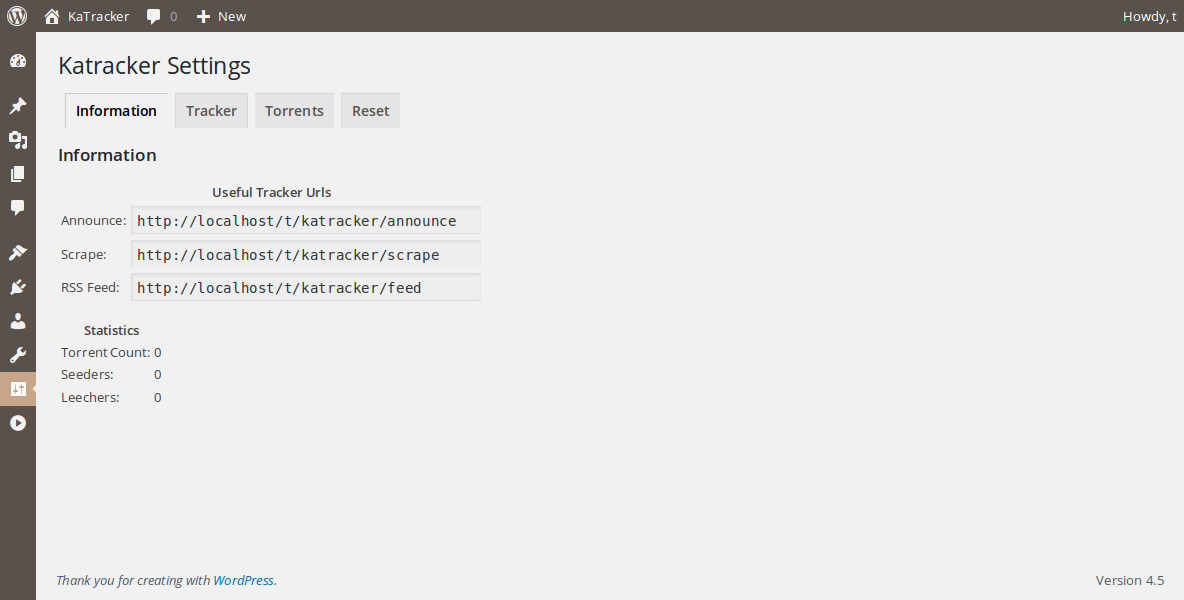 KaTracker 0 New Howdy, t
Katracker Settings
Information Tracker Torrents Reset
Information
Useful Tracker Urls
Announce: http://localhost/t/katracker/announce
Scrape: http://localhost/t/katracker/scrape
RSS Feed: http://localhost/t/katracker/feed
Statistics
Torrent Count: 0
Seeders: 0
Leechers: 0
Thank you for creating with WordPress. Version 4.5